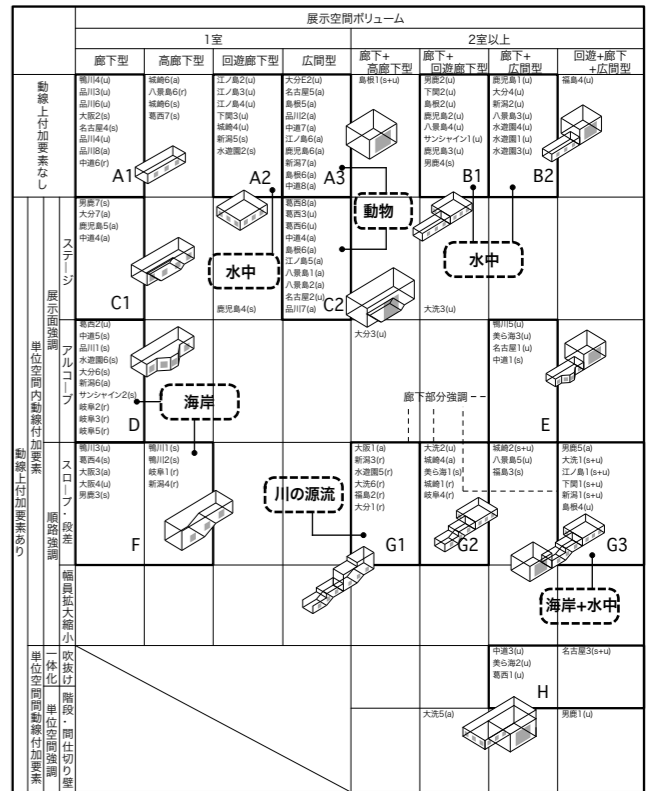 展示空間ボリューム
1室
2室以上
廊下型
高廊下型
回遊廊下型
広間型
廊下+
高廊下型
廊下+
回遊廊下型
廊下+
広間型
回遊+廊下
+広間型
動線上付加要素なし
鴨川4(u)
品川3(u)
品川6(u)
大阪2(s)
名古屋4(s)
品川4(u)
品川8(a)
中道6(r)
A1
城崎6(a)
八景島6(r)
城崎6(s)
葛西7(s)
江ノ島2(u)
江ノ島3(u)
江ノ島4(u)
下関3(u)
城崎4(u)
新潟5(s)
水遊園2(s)
A2
大分E2(u)
名古屋5(a)
島根5(a)
品川2(a)
中道7(a)
江ノ島6(a)
鹿児島6(a)
新潟7(a)
島根6(a)
中道8(a)
A3
島根1(s+u)
男鹿2(u)
下関2(u)
島根2(u)
鹿児島2(u)
八景島4(u)
サンシャイン1(u)
鹿児島3(u)
男鹿4(s)
B1
鹿児島1(u)
大分4(u)
新潟2(u)
八景島3(u)
水遊園4(u)
水遊園1(u)
水遊園3(u)
B2
福島4(u)
動線上付加要素あり
単位空間内動線付加要素
展示面強調
ステージ
男鹿7(s)
大分7(a)
鹿児島5(a)
中道4(a)
C1
水中
鹿児島4(s)
葛西8(a)
葛西3(u)
葛西6(u)
中道4(a)
島根6(a)
江ノ島5(a)
八景島1(a)
八景島2(a)
名古屋2(u)
品川7(a)
C2
動物
水中
大洗3(u)
アルコーブ
葛西2(u)
中道5(s)
品川1(s)
水遊園6(s)
大分6(s)
新潟6(a)
サンシャイン2(s)
岐阜2(r)
岐阜3(r)
岐阜5(r)
D
海岸
大分3(u)
廊下部分強調
鴨川5(u)
美ら海3(u)
名古屋1(u)
中道1(s)
E
順路強調
スロープ・段差
鴨川3(u)
葛西4(s)
大阪3(a)
大阪4(u)
男鹿3(s)
F
鴨川1(s)
鴨川2(s)
岐阜1(r)
新潟4(r)
川の源流
大阪1(a)
新潟3(r)
水遊園5(r)
大洗6(r)
福島2(r)
大分1(r)
G1
大洗2(u)
城崎4(a)
美ら海1(s)
城崎1(r)
岐阜4(r)
G2
城崎2(s+u)
八景島5(u)
福島3(s)
男鹿5(a)
大洗1(s+u)
江ノ島1(s+u)
下関1(s+u)
新潟1(s+u)
島根4(u)
G3
幅員拡大縮小
海岸+水中
単位空間間動線付加要素
一体化
吹抜け
中道3(u)
美ら海2(u)
葛西1(u)
H
名古屋3(s+u)
単位空間強調
階段・間仕切り壁
大洗5(a)
男鹿1(u)